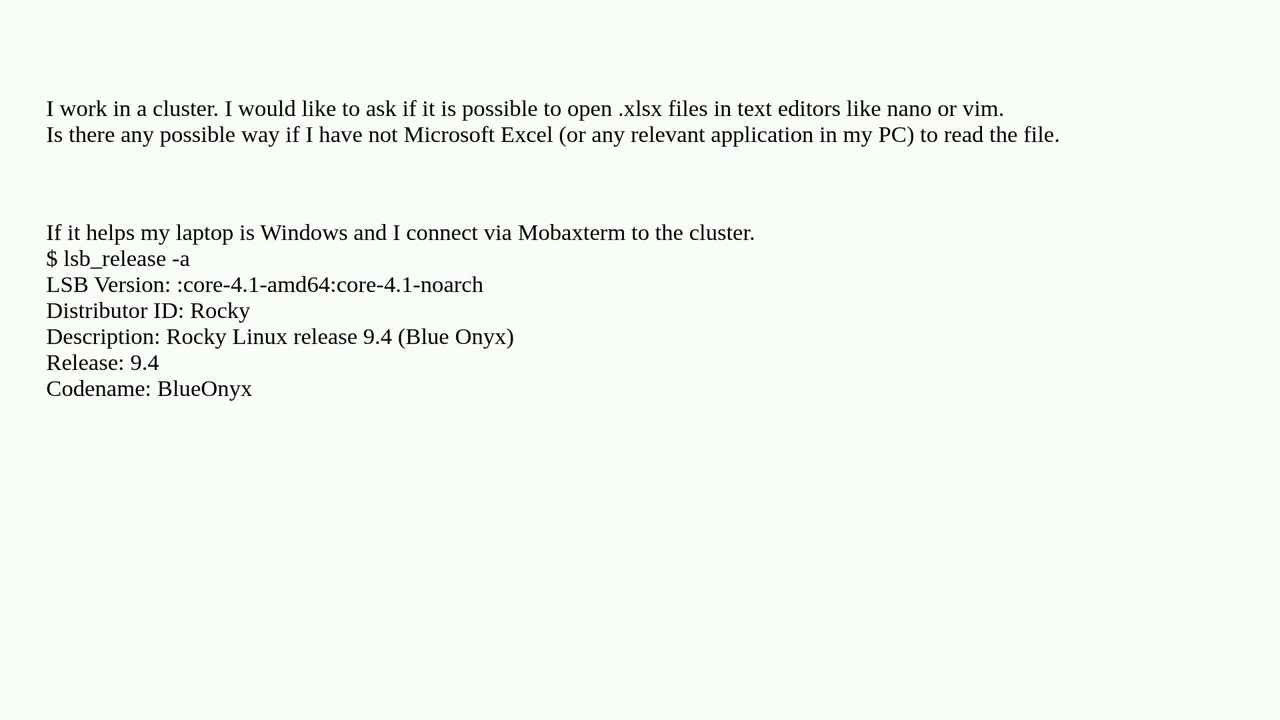 I work in a cluster. I would like to ask if it is possible to open .xlsx files in text editors like nano or vim.
Is there any possible way if I have not Microsoft Excel (or any relevant application in my PC) to read the file.
If it helps my laptop is Windows and I connect via Mobaxterm to the cluster.
$ lsb_release -a
LSB Version: :core-4.1-amd64:core-4.1-noarch
Distributor ID: Rocky
Description: Rocky Linux release 9.4 (Blue Onyx)
Release: 9.4
Codename: BlueOnyx